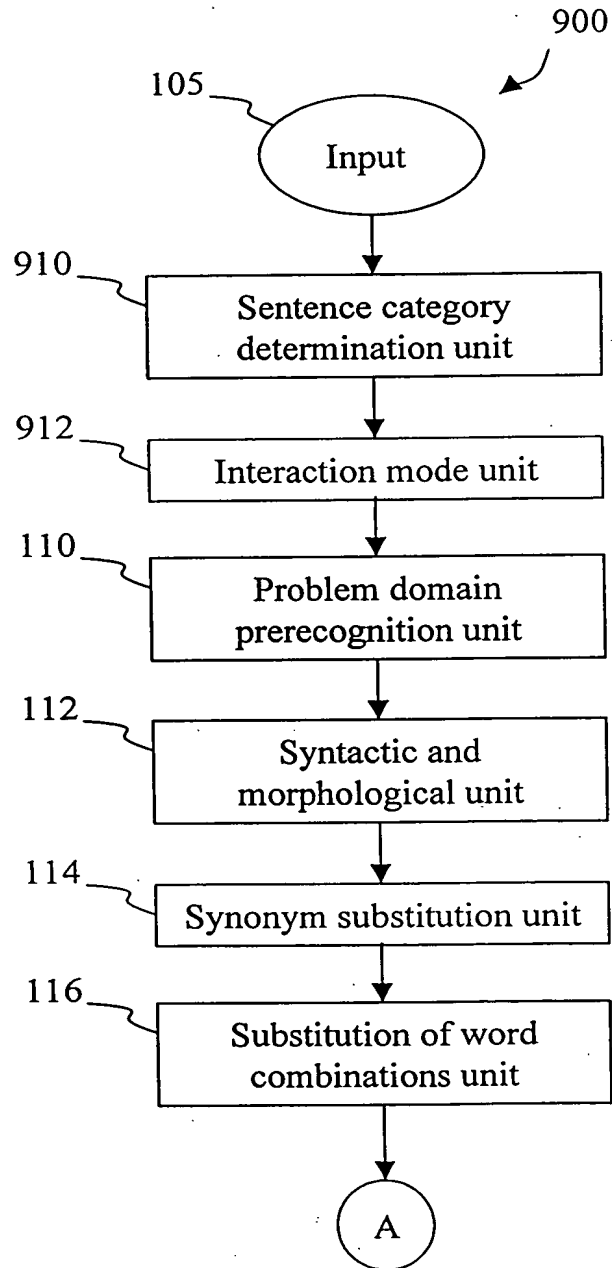 900
105
Input
910
Sentence category
determination unit
912
Interaction mode unit
110
Problem domain
prerecognition unit
112
Syntactic and
morphological unit
114
Synonym substitution unit
116
Substitution of word
combinations unit
A